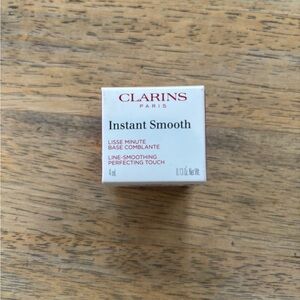 CLARINS
PARIS
Instant Smooth
LISSE MINUTE
BASE COMBLANTE
LINE-SMOOTHING
PERFECTING TOUCH
4 mL 0.13 Oz. Net Wt.